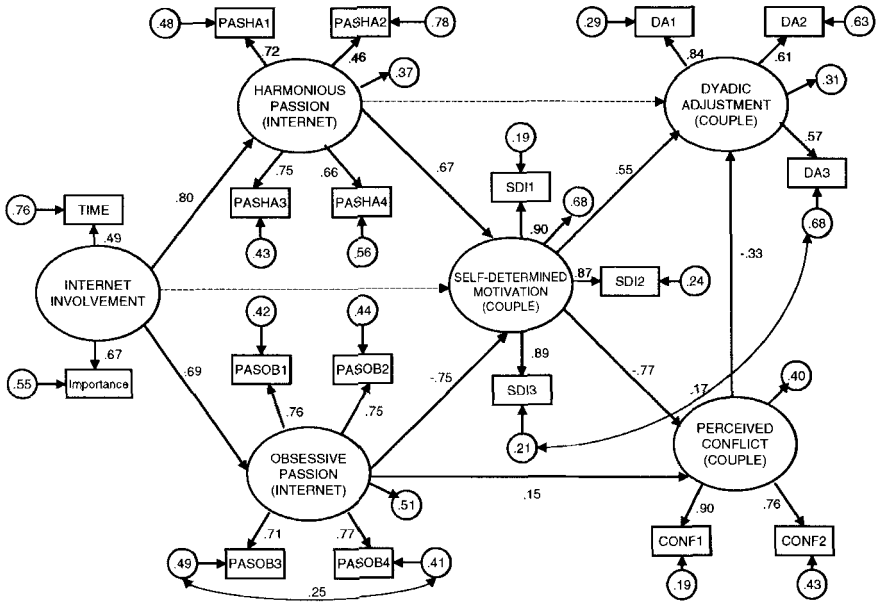 .48
PASHA1
PASHA2
.78
.72
.46
.37
HARMONIOUS
PASSION
(INTERNET)
.29
DA1
DA2
.63
.84
.61
.31
DYADIC
ADJUSTMENT
(COUPLE)
.57
DA3
.68
.75
.66
PASHA3
PASHA4
.43
.56
.67
.55
.19
SDI1
.90
.68
.80
.76
TIME
.49
INTERNET
INVOLVEMENT
.67
.55
Importance
.69
SELF-DETERMINED
MOTIVATION
(COUPLE)
.87
SDI2
.24
-.33
.89
SDI3
.21
-.77
.17
.42
.44
PASOB1
PASOB2
.76
.75
-.75
OBSESSIVE
PASSION
(INTERNET)
.51
.15
.40
PERCEIVED
CONFLICT
(COUPLE)
.71
.77
.49
PASOB3
PASOB4
.41
.25
.90
.76
CONF1
CONF2
.19
.43